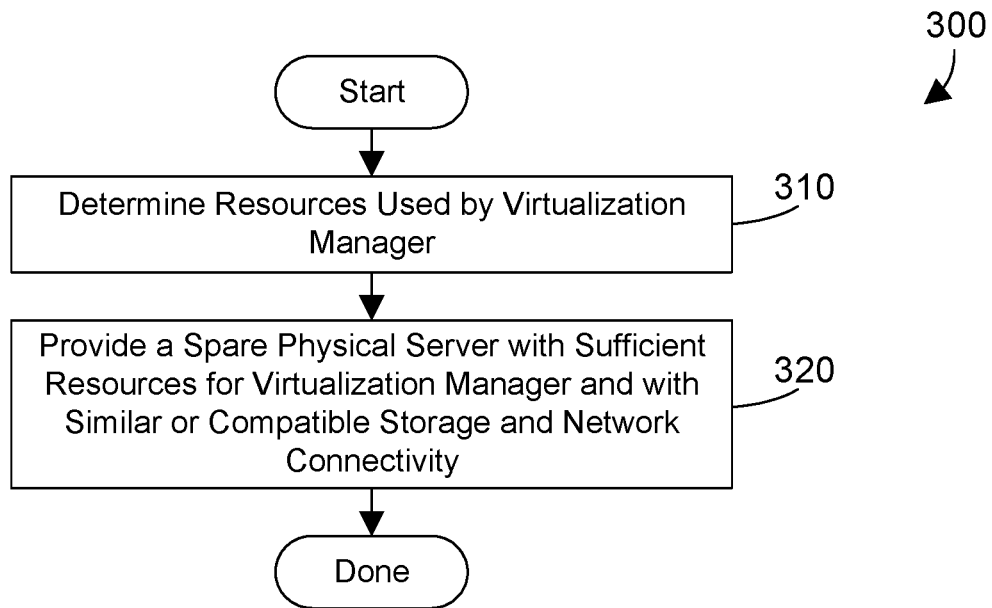 300
Start
Determine Resources Used by Virtualization
Manager
310
Provide a Spare Physical Server with Sufficient
Resources for Virtualization Manager and with
Similar or Compatible Storage and Network
Connectivity
320
Done